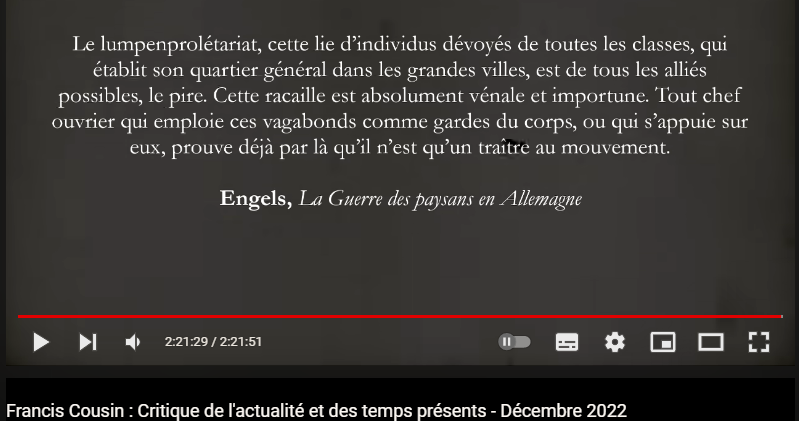 Le lumpenprolétariat, cette lie d’individus dévoyés de toutes les classes, qui
établit son quartier général dans les grandes villes, est de tous les alliés
possibles, le pire. Cette racaille est absolument vénale et importune. Tout chef
ouvrier qui emploie ces vagabonds comme gardes du corps, ou qui s’appuie sur
eux, prouve déjà par là qu’il n’est qu’un traître au mouvement.
Engels, La Guerre des paysans en Allemagne
2:21:29 / 2:21:51
Francis Cousin : Critique de l'actualité et des temps présents - Décembre 2022